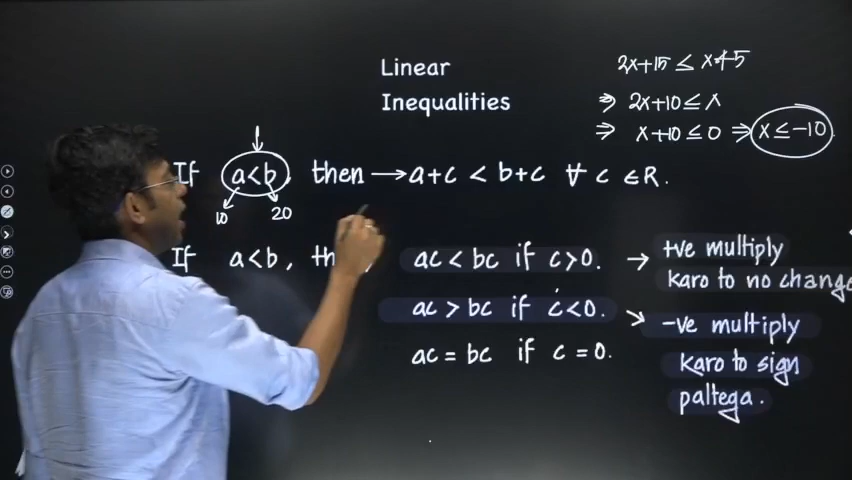 Linear
Inequalities
2x+15 ≤ x+5
⇒ 2x+10 ≤ x
⇒ x+10 ≤ 0 ⇒ x ≤ -10
If a<b, then → a+c < b+c ∀ c ∈ R.
10 20
If a<b, ac < bc if c>0. → +ve multiply
karo to no change
ac > bc if c<0. → -ve multiply
karo to sign
paltega.
ac = bc if c = 0.